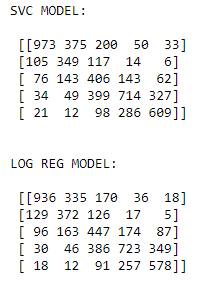 SVC MODEL:
[[973 375 200 50 33]
[105 349 117 14 6]
[ 76 143 406 143 62]
[ 34 49 399 714 327]
[ 21 12 98 286 609]]
LOG REG MODEL:
[[936 335 170 36 18]
[129 372 126 17 5]
[ 96 163 447 174 87]
[ 30 46 386 723 349]
[ 18 12 91 257 578]]